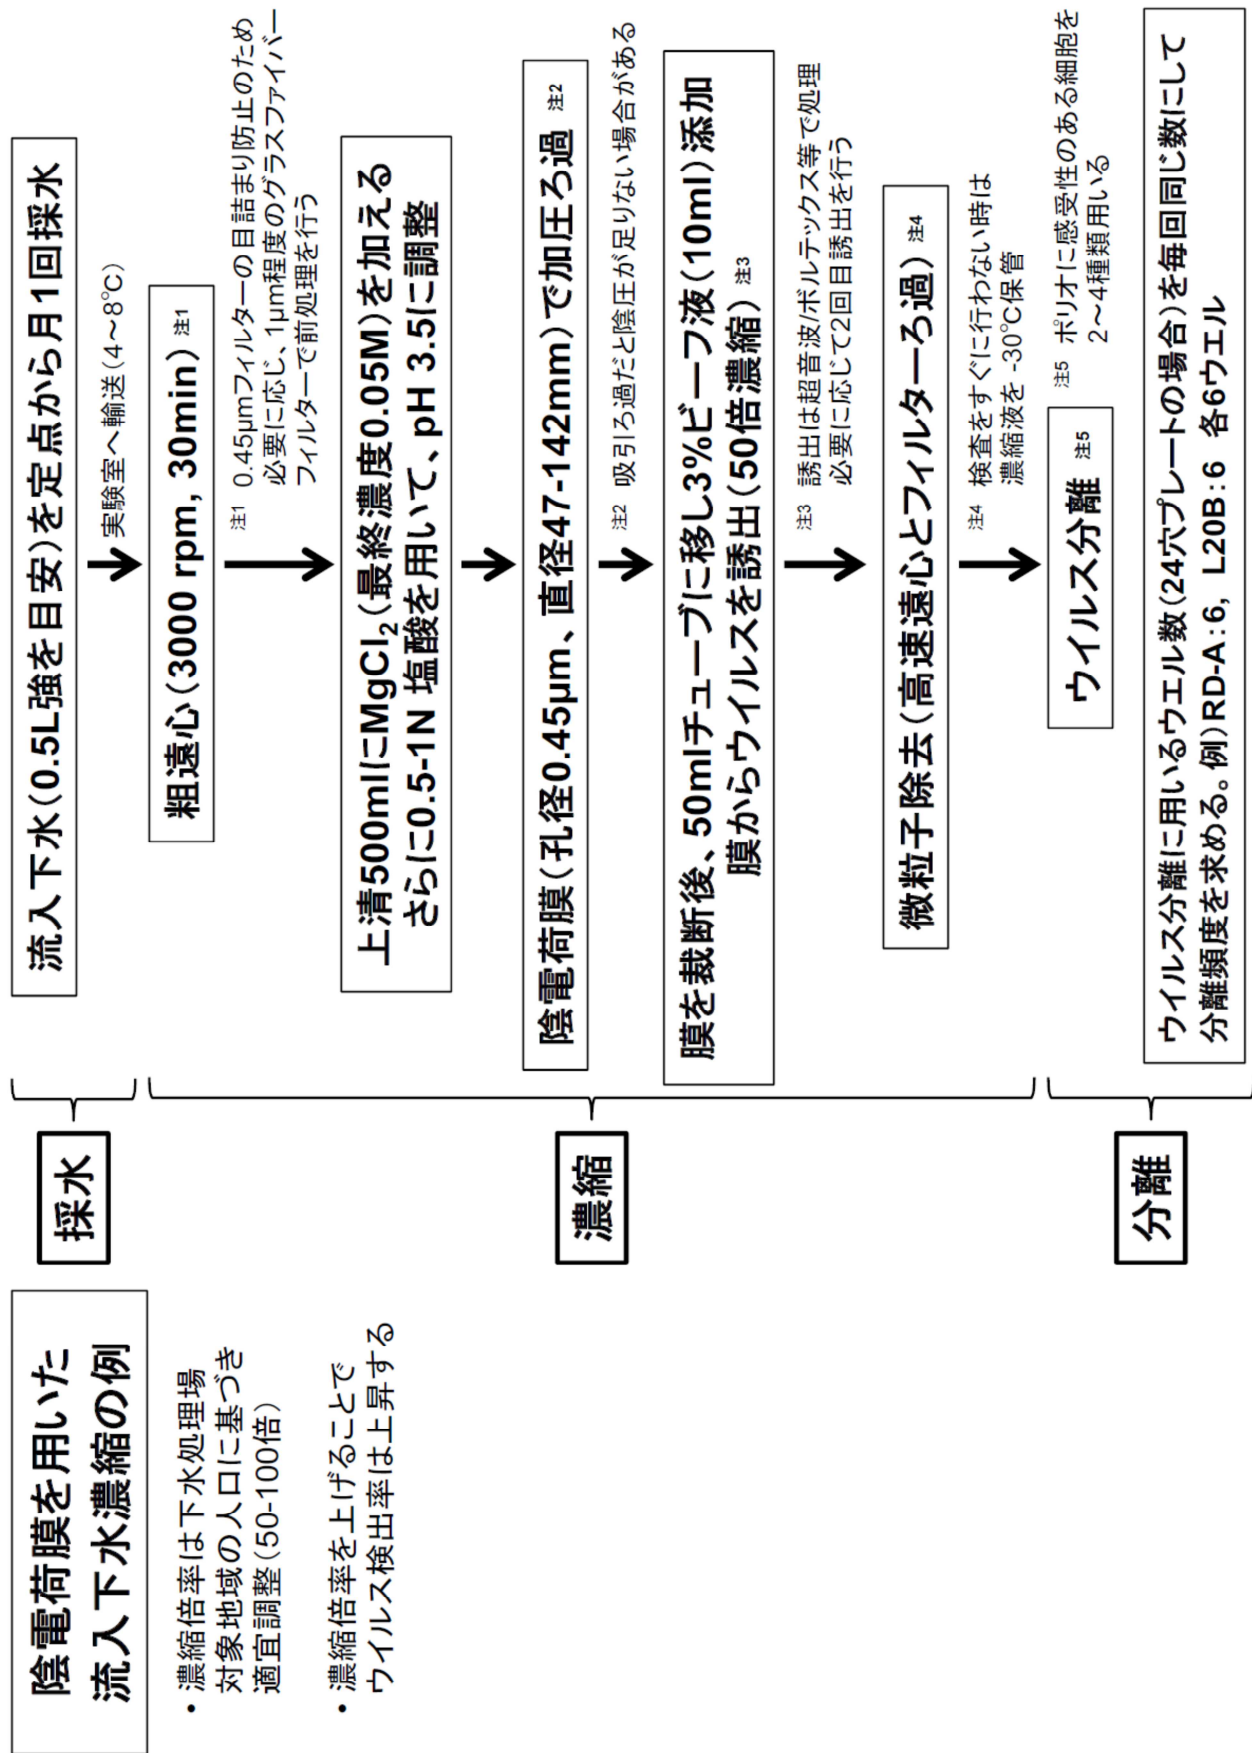 陰電荷膜を用いた
流入下水濃縮の例
・濃縮倍率は下水処理場
対象地域の人口に基づき
適宜調整(50-100倍)
・濃縮倍率を上げることで
ウイルス検出率は上昇する
採水
流入下水(0.5L強を目安)を定点から月1回採水
実験室へ輸送(4~8℃)
濃縮
粗遠心(3000 rpm, 30min) 注1
注1 0.45μmフィルターの目詰まり防止のため
必要に応じ、1μm程度のグラスファイバー
フィルターで前処理を行う
上清500mlにMgCl₂(最終濃度0.05M)を加える
さらに0.5-1N 塩酸を用いて、pH 3.5に調整
陰電荷膜(孔径0.45μm、直径47-142mm)で加圧ろ過 注2
注2 吸引ろ過だと陰圧が足りない場合がある
膜を裁断後、50mlチューブに移し3%ビーフ液(10ml)添加
膜からウイルスを誘出(50倍濃縮) 注3
注3 誘出は超音波/ボルテックス等で処理
必要に応じて2回目誘出を行う
微粒子除去(高速遠心とフィルターろ過) 注4
注4 検査をすぐに行わない時は
濃縮液を -30℃保管
分離
ウイルス分離 注5
注5 ポリオに感受性のある細胞を
2~4種類用いる
ウイルス分離に用いるウエル数(24穴プレートの場合)を毎回同じ数にして
分離頻度を求める。例)RD-A:6, L20B:6 各6ウエル